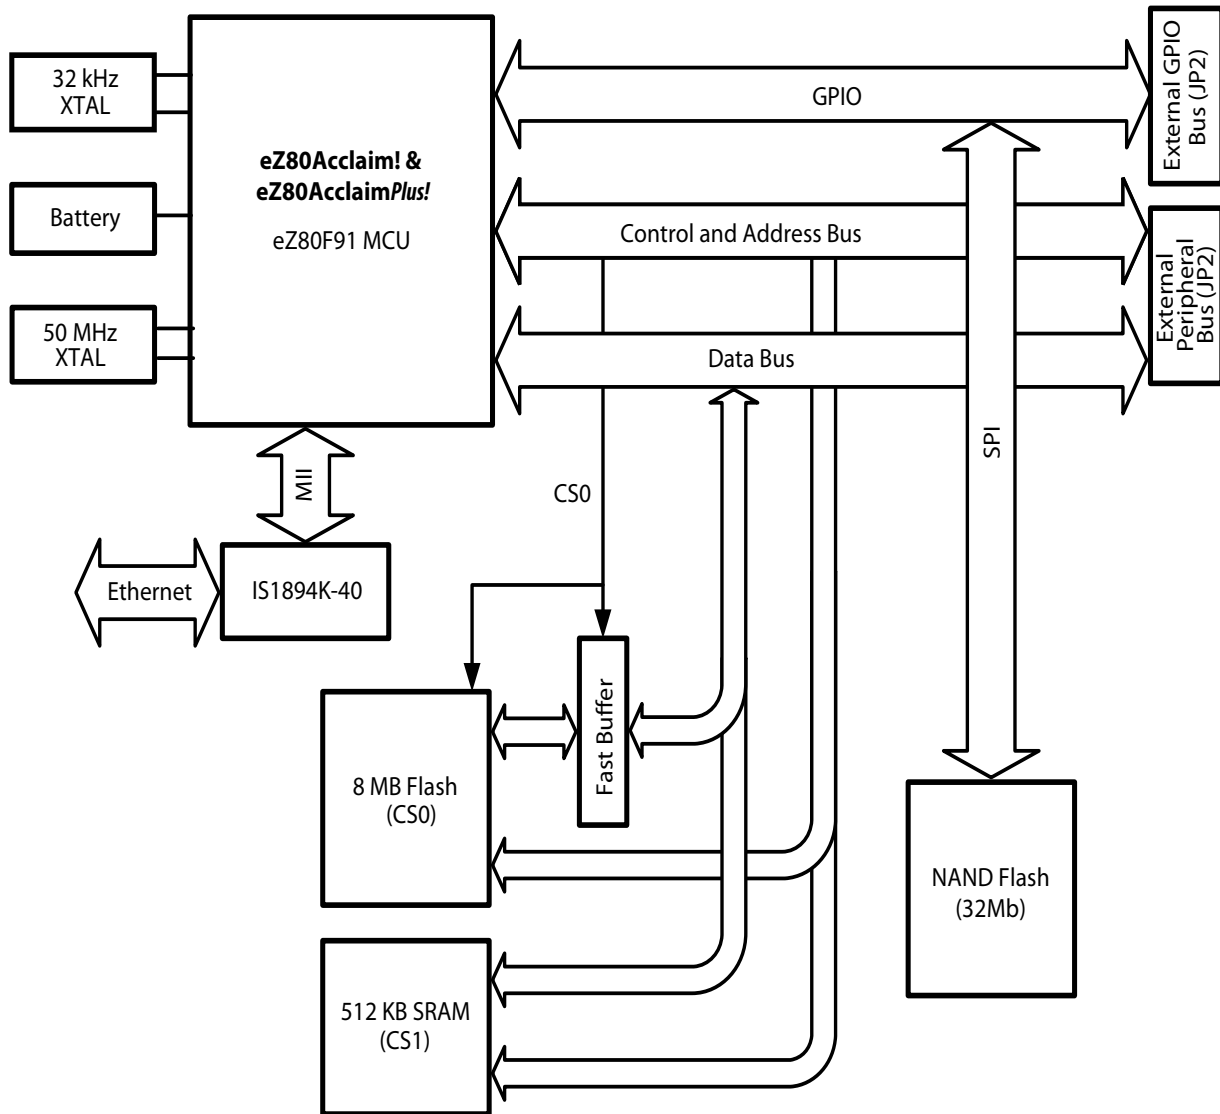 32 kHz
XTAL
Battery
50 MHz
XTAL
eZ80Acclaim! &
eZ80AcclaimPlus!
eZ80F91 MCU
GPIO
External GPIO
Bus (JP2)
Control and Address Bus
External
Peripheral
Bus (JP2)
Data Bus
SPI
MII
CS0
Ethernet
IS1894K-40
Fast Buffer
8 MB Flash
(CS0)
NAND Flash
(32Mb)
512 KB SRAM
(CS1)